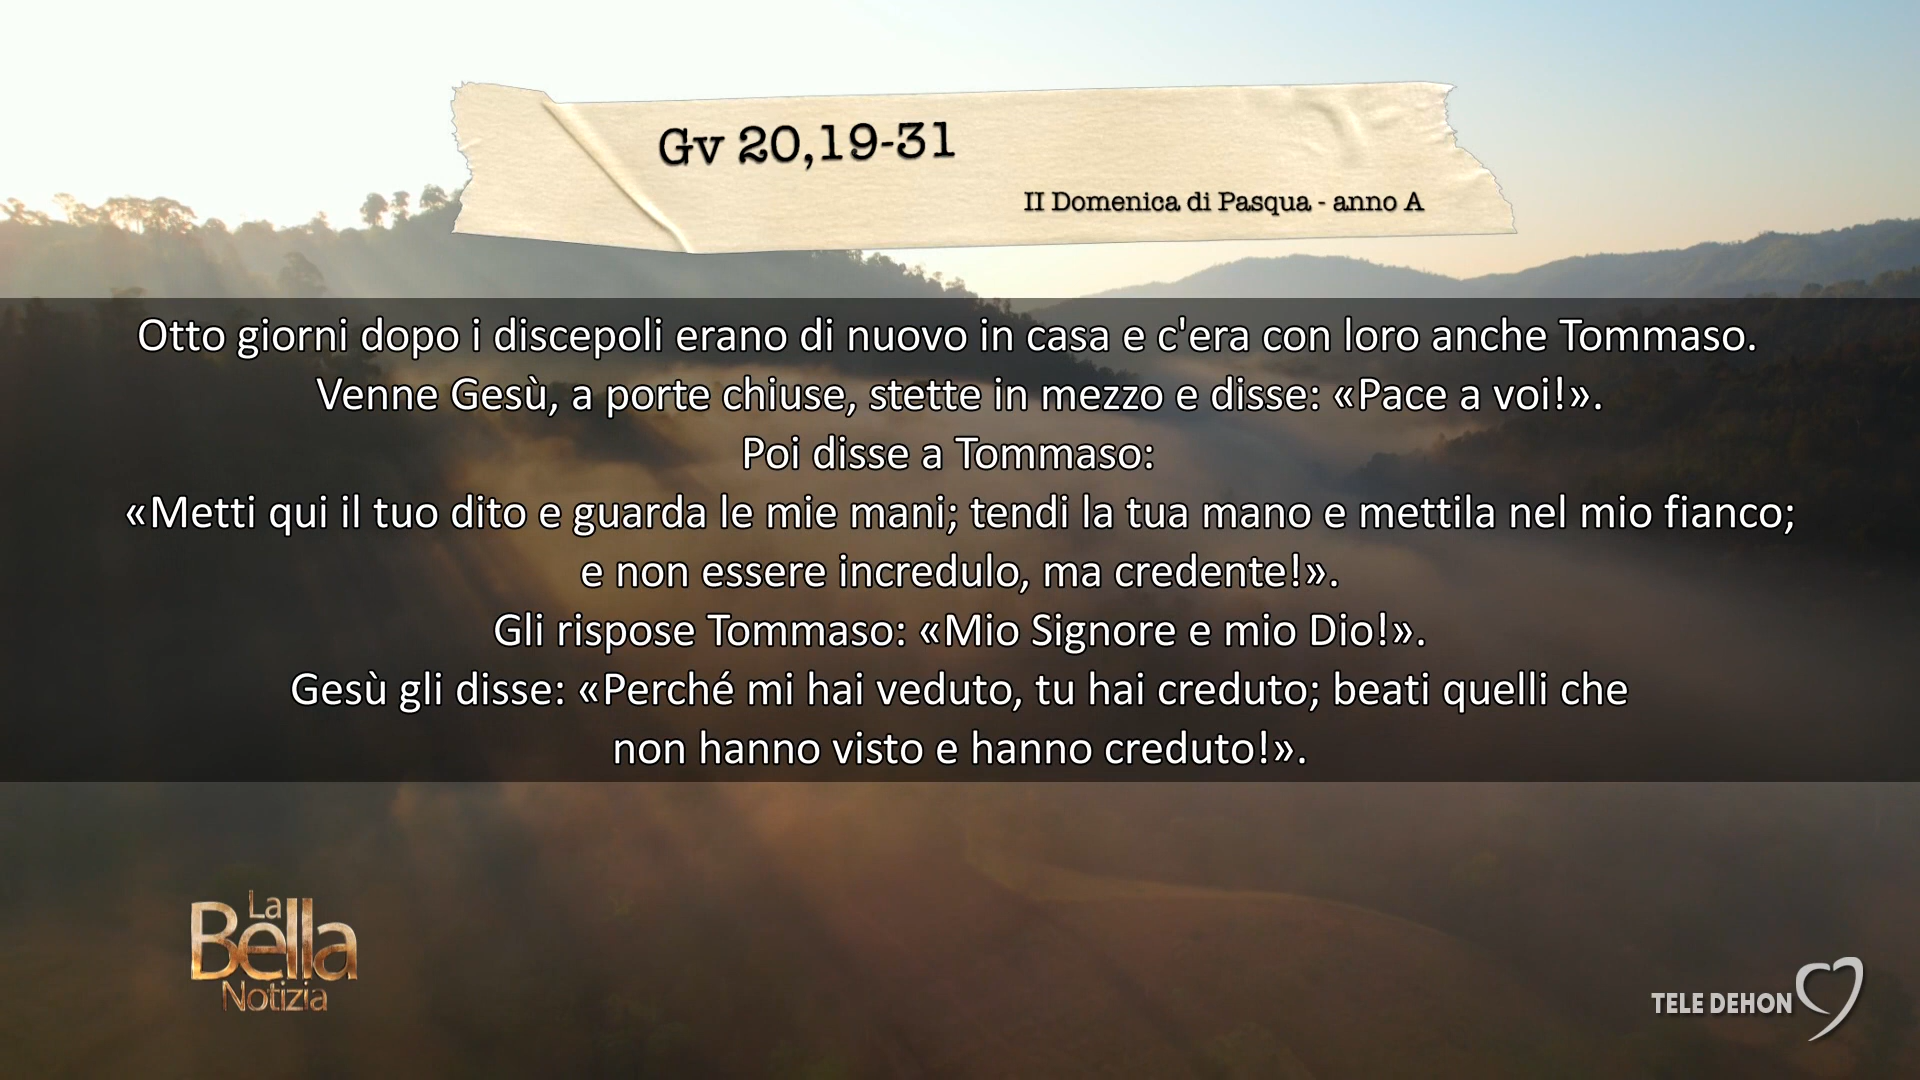 Gv 20,19-31
II Domenica di Pasqua - anno A
Otto giorni dopo i discepoli erano di nuovo in casa e c'era con loro anche Tommaso.
Venne Gesù, a porte chiuse, stette in mezzo e disse: «Pace a voi!».
Poi disse a Tommaso:
«Metti qui il tuo dito e guarda le mie mani; tendi la tua mano e mettila nel mio fianco;
e non essere incredulo, ma credente!».
Gli rispose Tommaso: «Mio Signore e mio Dio!».
Gesù gli disse: «Perché mi hai veduto, tu hai creduto; beati quelli che
non hanno visto e hanno creduto!».
La
Bella
Notizia
TELE DEHON